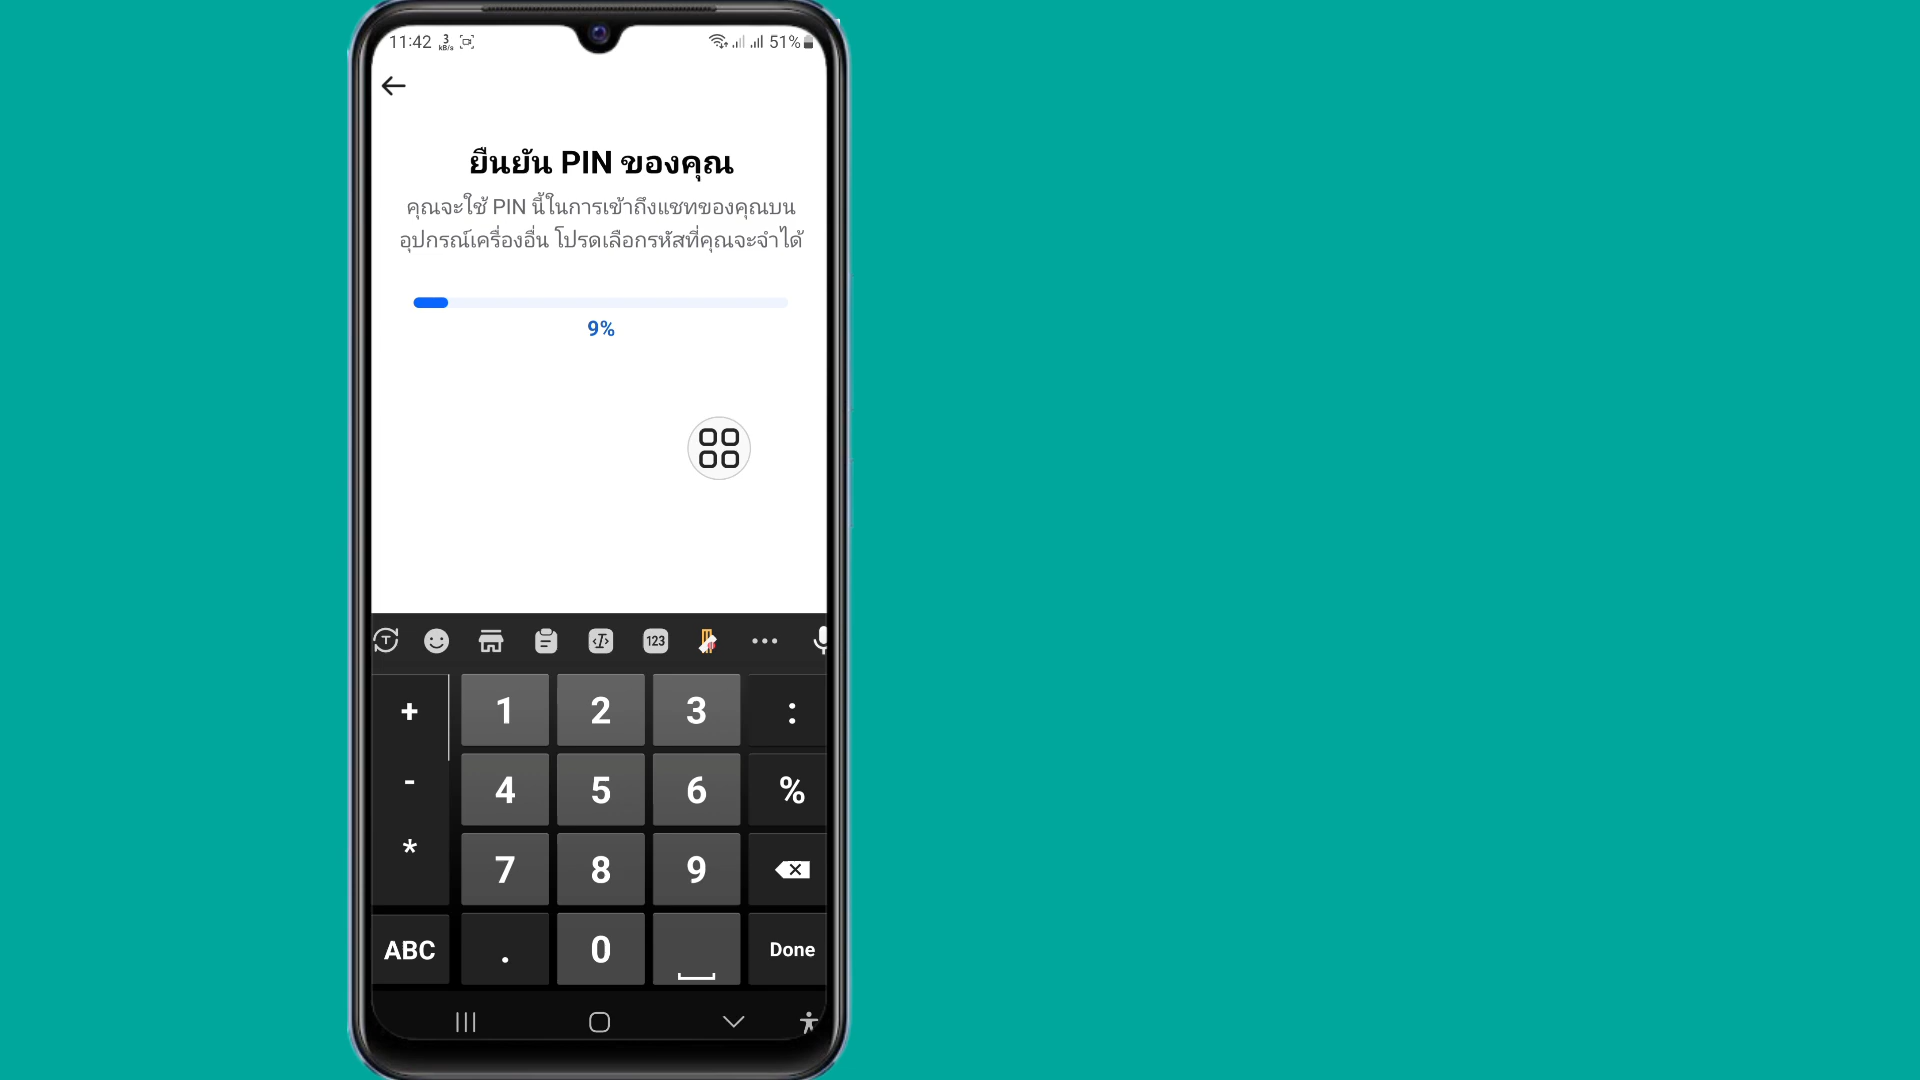 11:42 3 kB/s 51%
ยืนยัน PIN ของคุณ
คุณจะใช้ PIN นี้ในการเข้าถึงแชทของคุณบน
อุปกรณ์เครื่องอื่น โปรดเลือกรหัสที่คุณจะจำได้
9%
T T 123
+ 1 2 3 :
- 4 5 6 %
* 7 8 9
ABC . 0 Done